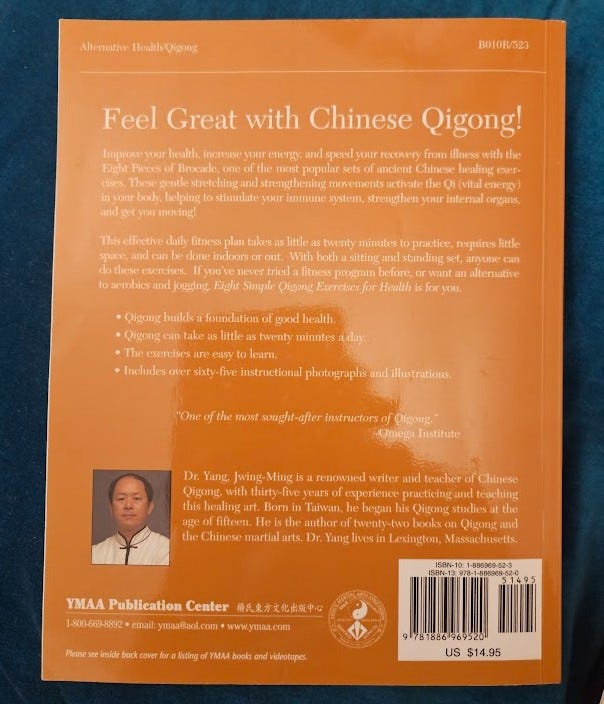 Alternative Health/Qigong
B010R/523
Feel Great with Chinese Qigong!
Improve your health, increase your energy, and speed your recovery from illness with the
Eight Pieces of Brocade, one of the most popular sets of ancient Chinese healing exer-
cises. These gentle stretching and strengthening movements activate the Qi (vital energy)
in your body, helping to stimulate your immune system, strengthen your internal organs,
and get you moving!
This effective daily fitness plan takes as little as twenty minutes to practice, requires little
space, and can be done indoors or out. With both a sitting and standing set, anyone can
do these exercises. If you've never tried a fitness program before, or want an alternative
to aerobics and jogging, Eight Simple Qigong Exercises for Health is for you.
• Qigong builds a foundation of good health.
• Qigong can take as little as twenty minutes a day.
• The exercises are easy to learn.
• Includes over sixty-five instructional photographs and illustrations.
"One of the most sought-after instructors of Qigong."
-Omega Institute
Dr. Yang, Jwing-Ming is a renowned writer and teacher of Chinese
Qigong, with thirty-five years of experience practicing and teaching
this healing art. Born in Taiwan, he began his Qigong studies at the
age of fifteen. He is the author of twenty-two books on Qigong and
the Chinese martial arts. Dr. Yang lives in Lexington, Massachusetts.
YMAA Publication Center 楊氏東方文化出版中心
1-800-669-8892 • email: ymaa@aol.com • www.ymaa.com
Please see inside back cover for a listing of YMAA books and videotapes.
ISBN-10: 1-886969-52-3
ISBN-13: 978-1-886969-52-0
51495
9 781886 969520
US $14.95